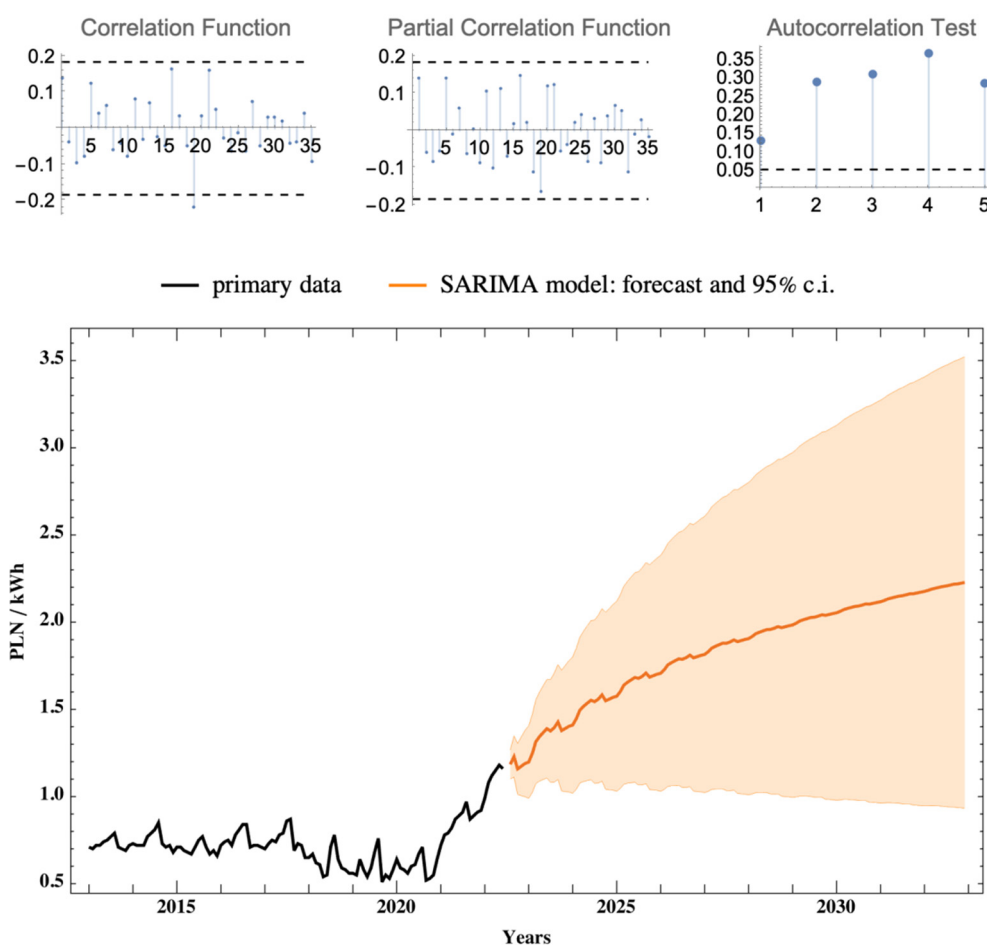 Correlation Function
Partial Correlation Function
Autocorrelation Test
0.2
0.1
−0.1
−0.2
5 10 15 20 25 30 35
0.2
0.1
−0.1
−0.2
5 10 15 20 25 30 35
0.35
0.30
0.25
0.20
0.15
0.10
0.05
1 2 3 4 5
primary data
SARIMA model: forecast and 95% c.i.
3.5
3.0
2.5
2.0
1.5
1.0
0.5
PLN / kWh
2015 2020 2025 2030
Years